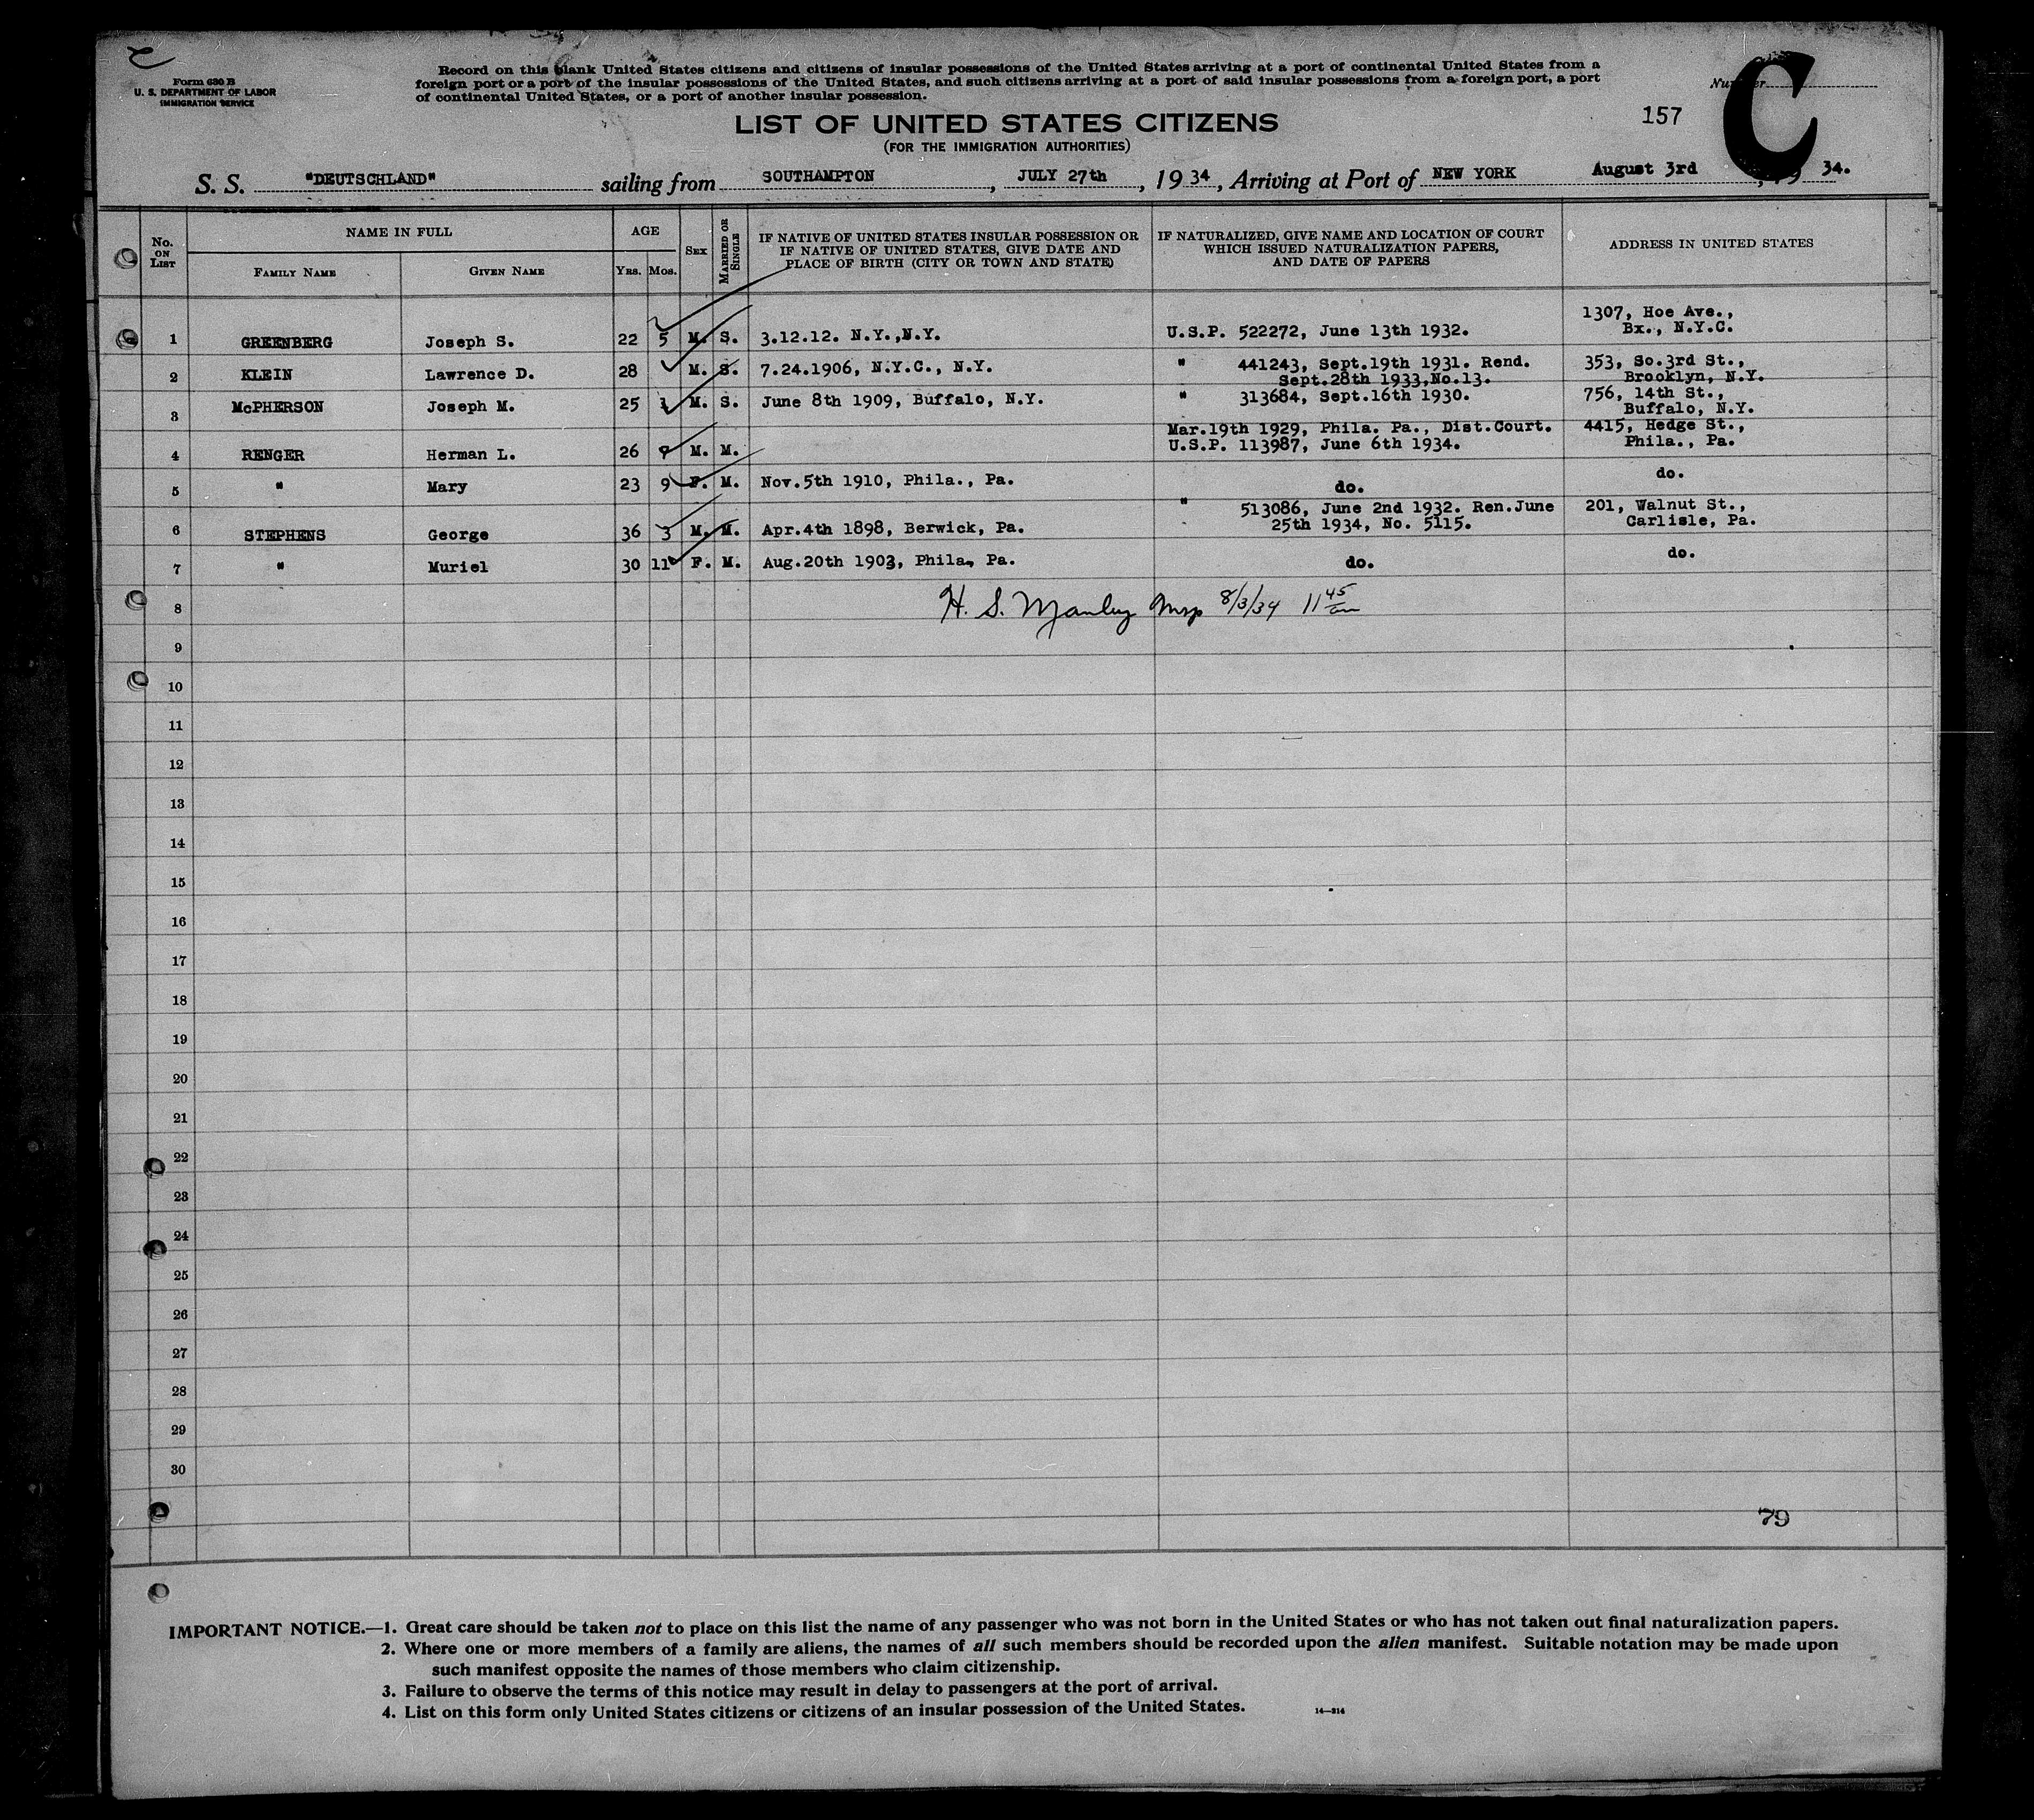 Form 630 B
U. S. DEPARTMENT OF LABOR
IMMIGRATION SERVICE
Record on this blank United States citizens and citizens of insular possessions of the United States arriving at a port of continental United States from a
foreign port or a port of the insular possessions of the United States, and such citizens arriving at a port of said insular possessions from a foreign port, a port
of continental United States, or a port of another insular possession.
C
157
LIST OF UNITED STATES CITIZENS
(FOR THE IMMIGRATION AUTHORITIES)
S. S. "DEUTSCHLAND" sailing from SOUTHAMPTON, JULY 27th, 1934, Arriving at Port of NEW YORK August 3rd, 1934.
No. ON LIST NAME IN FULL AGE SEX MARRIED OR SINGLE IF NATIVE OF UNITED STATES INSULAR POSSESSION OR IF NATIVE OF UNITED STATES, GIVE DATE AND PLACE OF BIRTH (CITY OR TOWN AND STATE) IF NATURALIZED, GIVE NAME AND LOCATION OF COURT WHICH ISSUED NATURALIZATION PAPERS, AND DATE OF PAPERS ADDRESS IN UNITED STATES
FAMILY NAME GIVEN NAME YRS. MOS.
1 GREENBERG Joseph S. 22 5 M. S. 3.12.12. N.Y.,N.Y. U.S.P. 522272, June 13th 1932. 1307, Hoe Ave., Bx., N.Y.C.
2 KLEIN Lawrence D. 28 M. S. 7.24.1906, N.Y.C., N.Y. " 441243, Sept.19th 1931. Rend. Sept.28th 1933,No.13. 353, So.3rd St., Brooklyn, N.Y.
3 McPHERSON Joseph M. 25 1 M. S. June 8th 1909, Buffalo, N.Y. " 313684, Sept.16th 1930. 756, 14th St., Buffalo, N.Y.
4 RENGER Herman L. 26 M. M. Mar.19th 1929, Phila. Pa., Dist.Court. U.S.P. 113987, June 6th 1934. 4415, Hedge St., Phila., Pa.
5 " Mary 23 9 F. M. Nov.5th 1910, Phila., Pa. do. do.
6 STEPHENS George 36 3 M. M. Apr.4th 1898, Berwick, Pa. " 513086, June 2nd 1932. Ren.June 25th 1934, No. 5115. 201, Walnut St., Carlisle, Pa.
7 " Muriel 30 11 F. M. Aug.20th 1903, Phila, Pa. do. do.
8 H. S. Manley Insp 8/3/34 11 45 am
9
10
11
12
13
14
15
16
17
18
19
20
21
22
23
24
25
26
27
28
29
30
79
IMPORTANT NOTICE.—1. Great care should be taken not to place on this list the name of any passenger who was not born in the United States or who has not taken out final naturalization papers.
2. Where one or more members of a family are aliens, the names of all such members should be recorded upon the alien manifest. Suitable notation may be made upon
such manifest opposite the names of those members who claim citizenship.
3. Failure to observe the terms of this notice may result in delay to passengers at the port of arrival.
4. List on this form only United States citizens or citizens of an insular possession of the United States.
14—314